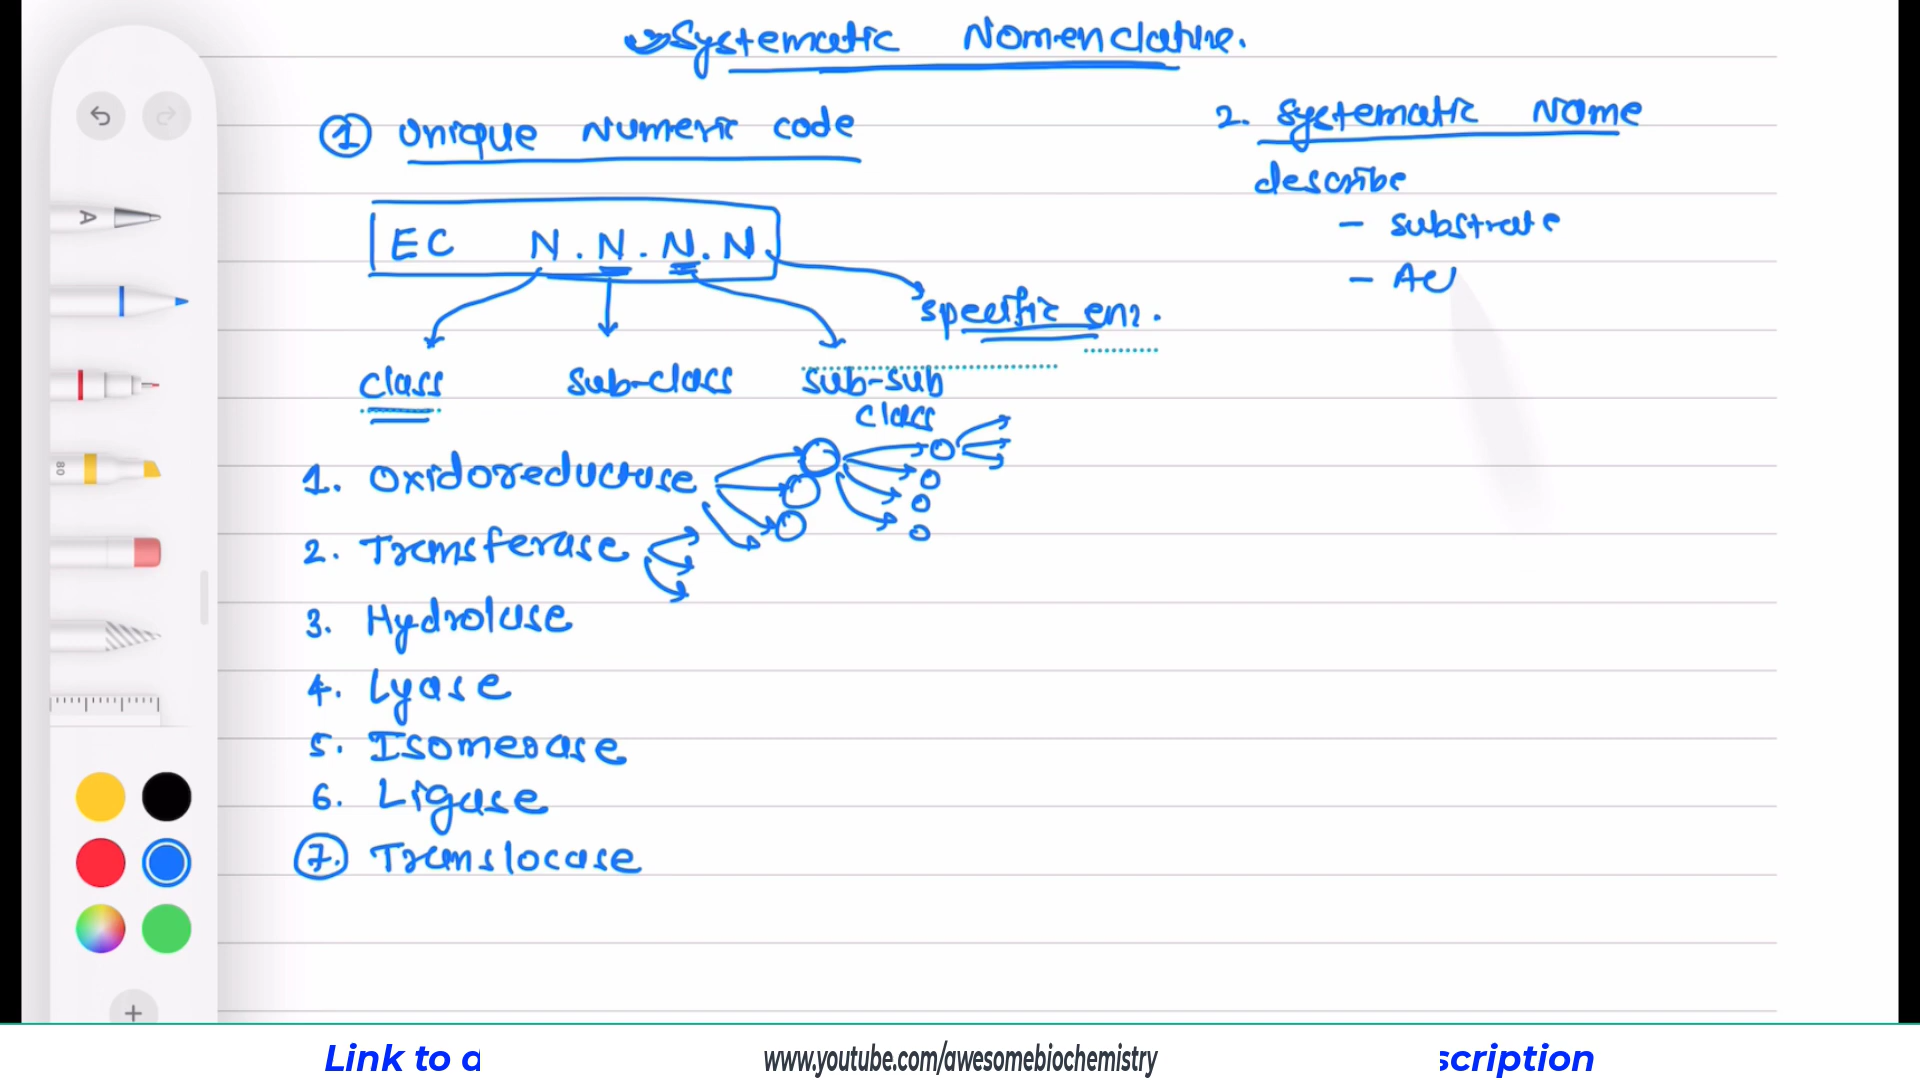 Systematic Nomenclature.
① Unique Numeric code
EC N.N.N.N.
specific enz.
class sub-class sub-sub
class
1. Oxidoreductase
2. Transferase
3. Hydrolase
4. Lyase
5. Isomerase
6. Ligase
⑦. Translocase
2. Systematic Name
describe
- substrate
- Ac
A
80
Link to
www.youtube.com/awesomebiochemistry
scription